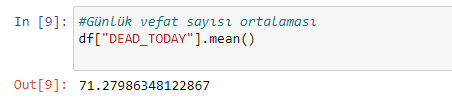 In [9]: #Günlük vefat sayısı ortalaması
df["DEAD_TODAY"].mean()
Out[9]: 71.27986348122867